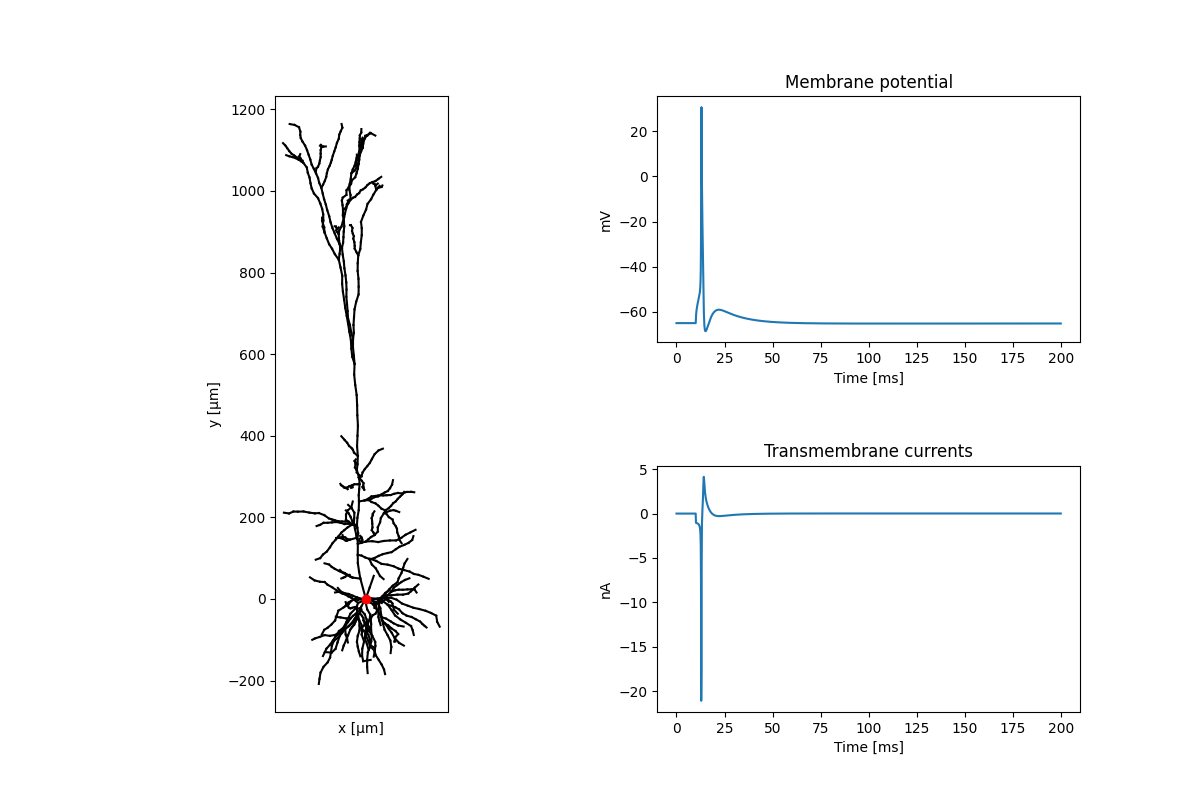 1200
1000
800
600
400
200
0
−200
y [μm]
x [μm]
Membrane potential
20
0
−20
−40
−60
mV
0 25 50 75 100 125 150 175 200
Time [ms]
Transmembrane currents
5
0
−5
−10
−15
−20
nA
0 25 50 75 100 125 150 175 200
Time [ms]